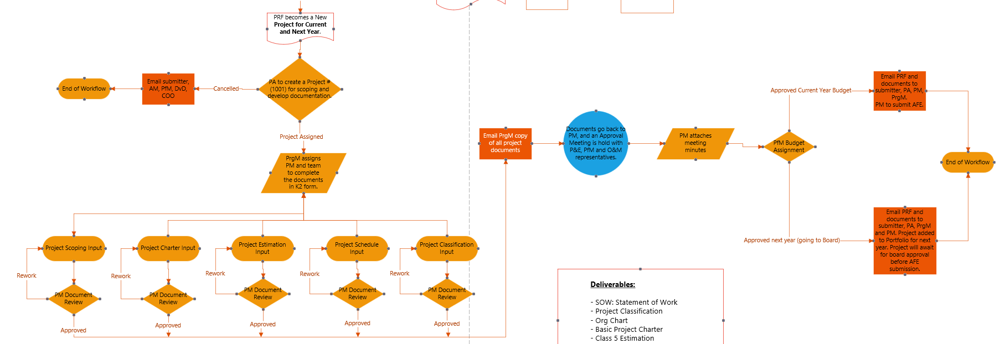 PRF becomes a New
Project for Current
and Next Year.
PA to create a Project #
(1001) for scoping and
develop documentation.
Cancelled
Email submitter,
AM, PfM, DvD,
COO
End of Workflow
Project Assigned
PrgM assigns
PM and team
to complete
the documents
in K2 form.
Project Scoping Input
Project Charter Input
Project Estimation
Input
Project Schedule
Input
Project Classification
Input
Rework
Rework
Rework
Rework
Rework
PM Document
Review
PM Document
Review
PM Document
Review
PM Document
Review
PM Document
Review
Approved
Approved
Approved
Approved
Approved
Email PrgM copy
of all project
documents
Documents go back to
PM, and an Approval
Meeting is hold with
P&E, PfM and O&M
representatives.
PM attaches
meeting
minutes
PfM Budget
Assignment
Approved Current Year Budget
Email PRF and
documents to
submitter, PA, PM,
PrgM.
PM to submit AFE.
End of Workflow
Approved next year (going to Board)
Email PRF and
documents to
submitter, PA, PrgM
and PM. Project added
to Portfolio for next
year. Project will await
for board approval
before AFE
submission.
Deliverables:
- SOW: Statement of Work
- Project Classification
- Org Chart
- Basic Project Charter
- Class 5 Estimation